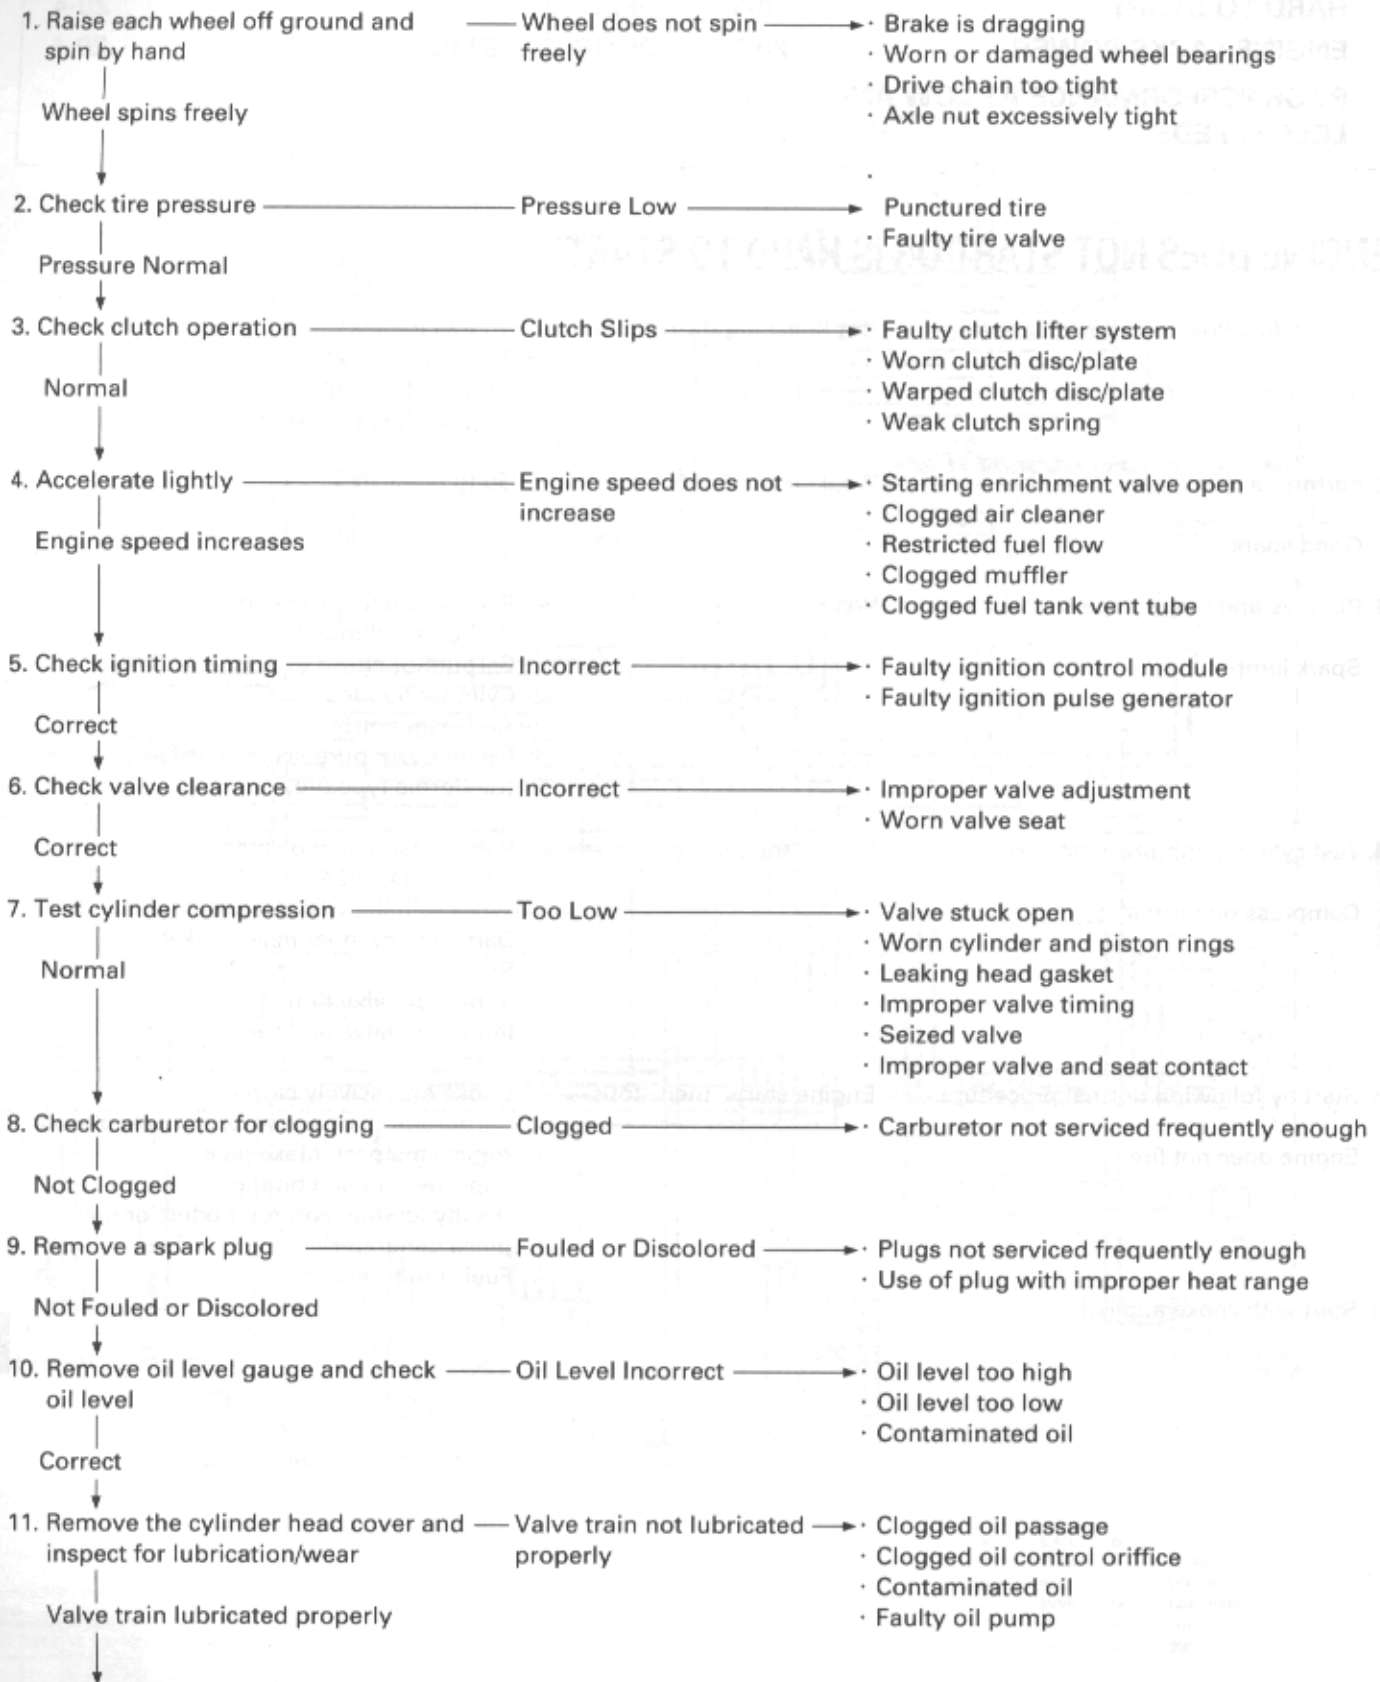 1. Raise each wheel off ground and spin by hand
Wheel does not spin freely
· Brake is dragging
· Worn or damaged wheel bearings
· Drive chain too tight
· Axle nut excessively tight
Wheel spins freely
2. Check tire pressure
Pressure Low
Punctured tire
· Faulty tire valve
Pressure Normal
3. Check clutch operation
Clutch Slips
· Faulty clutch lifter system
· Worn clutch disc/plate
· Warped clutch disc/plate
· Weak clutch spring
Normal
4. Accelerate lightly
Engine speed does not increase
· Starting enrichment valve open
· Clogged air cleaner
· Restricted fuel flow
· Clogged muffler
· Clogged fuel tank vent tube
Engine speed increases
5. Check ignition timing
Incorrect
· Faulty ignition control module
· Faulty ignition pulse generator
Correct
6. Check valve clearance
Incorrect
· Improper valve adjustment
· Worn valve seat
Correct
7. Test cylinder compression
Too Low
· Valve stuck open
· Worn cylinder and piston rings
· Leaking head gasket
· Improper valve timing
· Seized valve
· Improper valve and seat contact
Normal
8. Check carburetor for clogging
Clogged
· Carburetor not serviced frequently enough
Not Clogged
9. Remove a spark plug
Fouled or Discolored
· Plugs not serviced frequently enough
· Use of plug with improper heat range
Not Fouled or Discolored
10. Remove oil level gauge and check oil level
Oil Level Incorrect
· Oil level too high
· Oil level too low
· Contaminated oil
Correct
11. Remove the cylinder head cover and inspect for lubrication/wear
Valve train not lubricated properly
· Clogged oil passage
· Clogged oil control oriffice
· Contaminated oil
· Faulty oil pump
Valve train lubricated properly